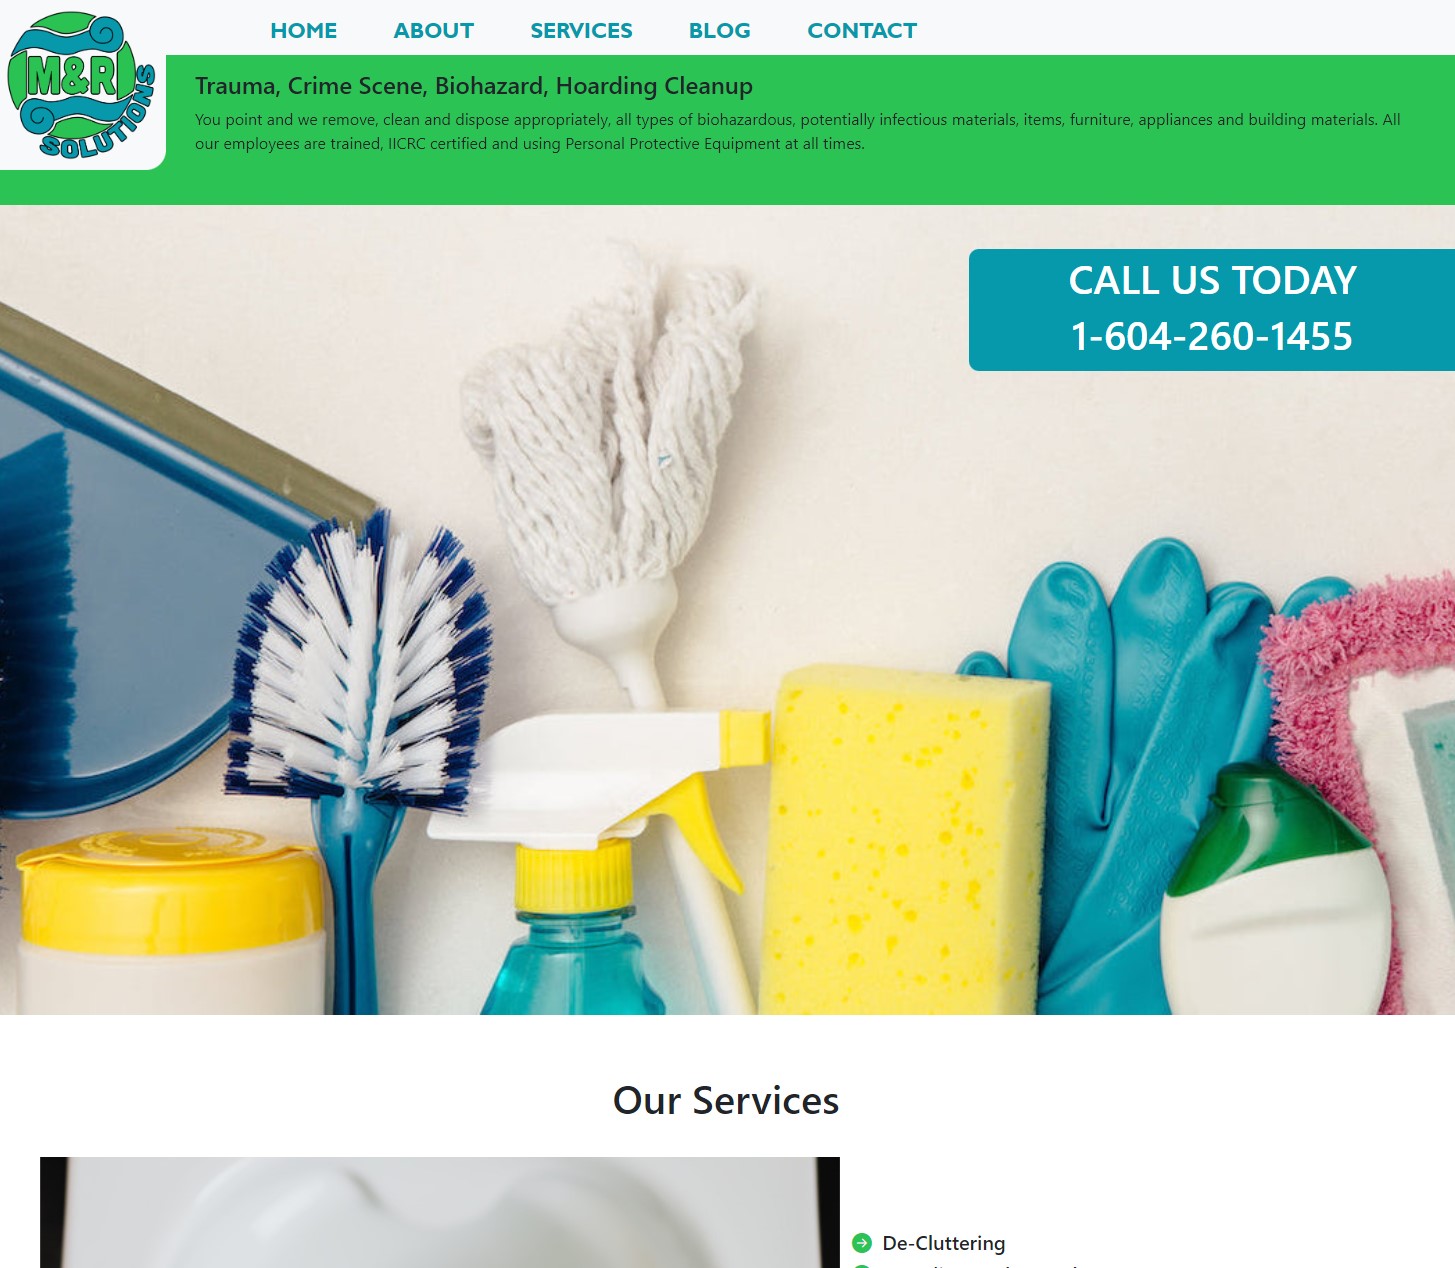 M&R
SOLUTIONS
HOME ABOUT SERVICES BLOG CONTACT
Trauma, Crime Scene, Biohazard, Hoarding Cleanup
You point and we remove, clean and dispose appropriately, all types of biohazardous, potentially infectious materials, items, furniture, appliances and building materials. All
our employees are trained, IICRC certified and using Personal Protective Equipment at all times.
CALL US TODAY
1-604-260-1455
Our Services
De-Cluttering